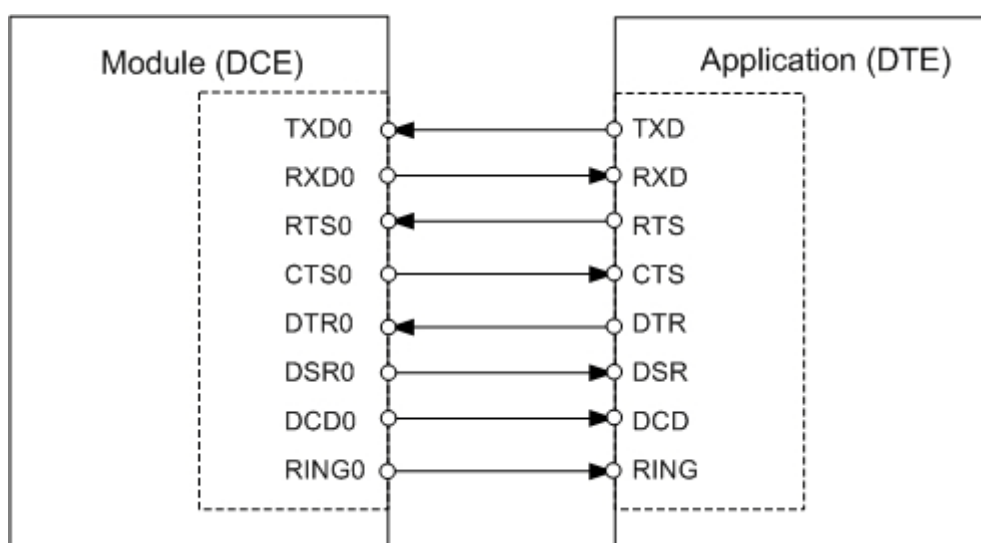 Module (DCE)
Application (DTE)
TXD0
TXD
RXD0
RXD
RTS0
RTS
CTS0
CTS
DTR0
DTR
DSR0
DSR
DCD0
DCD
RING0
RING